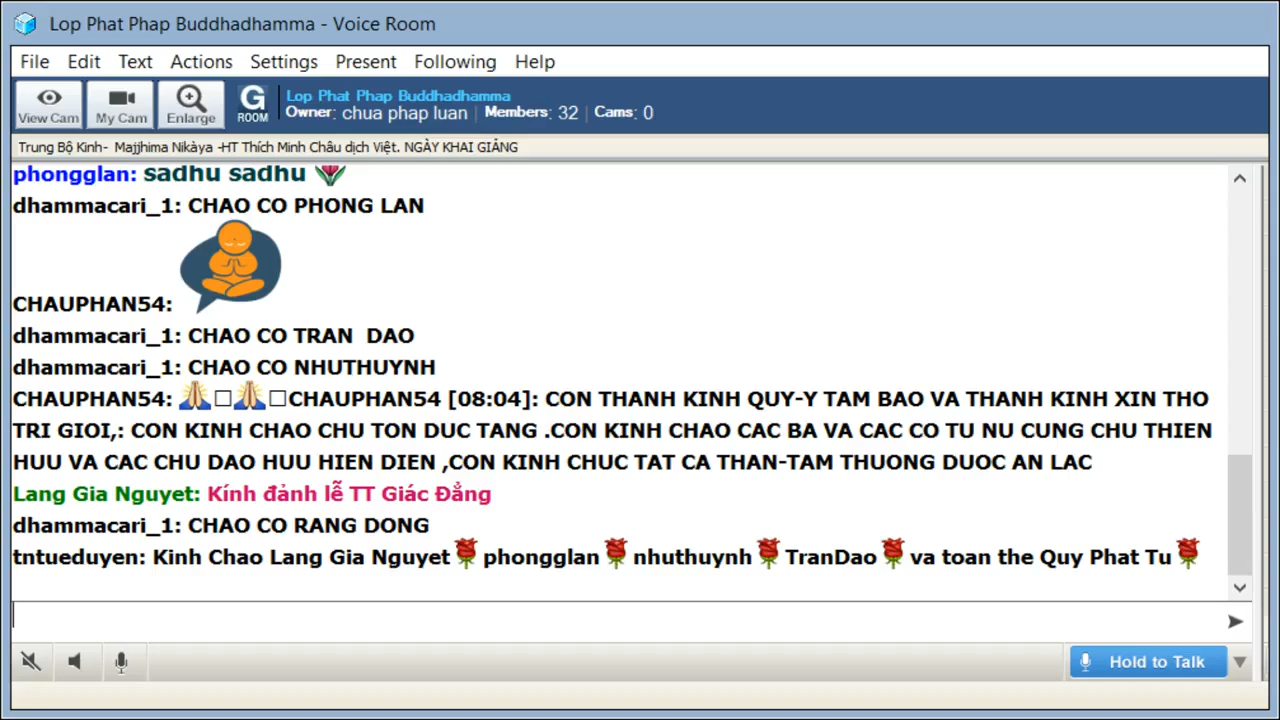 Lop Phat Phap Buddhadhamma - Voice Room
File Edit Text Actions Settings Present Following Help
View Cam My Cam Enlarge G ROOM Lop Phat Phap Buddhadhamma
Owner: chua phap luan | Members: 32 | Cams: 0
Trung Bộ Kinh- Majjhima Nikàya -HT Thích Minh Châu dịch Việt. NGÀY KHAI GIẢNG
phongglan: sadhu sadhu
dhammacari_1: CHAO CO PHONG LAN
CHAUPHAN54:
dhammacari_1: CHAO CO TRAN DAO
dhammacari_1: CHAO CO NHUTHUYNH
CHAUPHAN54: 🙏□🙏□CHAUPHAN54 [08:04]: CON THANH KINH QUY-Y TAM BAO VA THANH KINH XIN THO
TRI GIOI,: CON KINH CHAO CHU TON DUC TANG .CON KINH CHAO CAC BA VA CAC CO TU NU CUNG CHU THIEN
HUU VA CAC CHU DAO HUU HIEN DIEN ,CON KINH CHUC TAT CA THAN-TAM THUONG DUOC AN LAC
Lang Gia Nguyet: Kính đảnh lễ TT Giác Đẳng
dhammacari_1: CHAO CO RANG DONG
tntueduyen: Kinh Chao Lang Gia Nguyet🌹phongglan🌹nhuthuynh🌹TranDao🌹va toan the Quy Phat Tu🌹
Hold to Talk